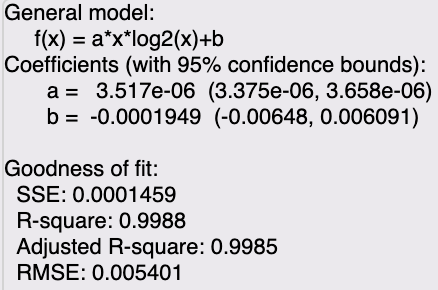 General model:
f(x) = a*x*log2(x)+b
Coefficients (with 95% confidence bounds):
a = 3.517e-06 (3.375e-06, 3.658e-06)
b = -0.0001949 (-0.00648, 0.006091)
Goodness of fit:
SSE: 0.0001459
R-square: 0.9988
Adjusted R-square: 0.9985
RMSE: 0.005401